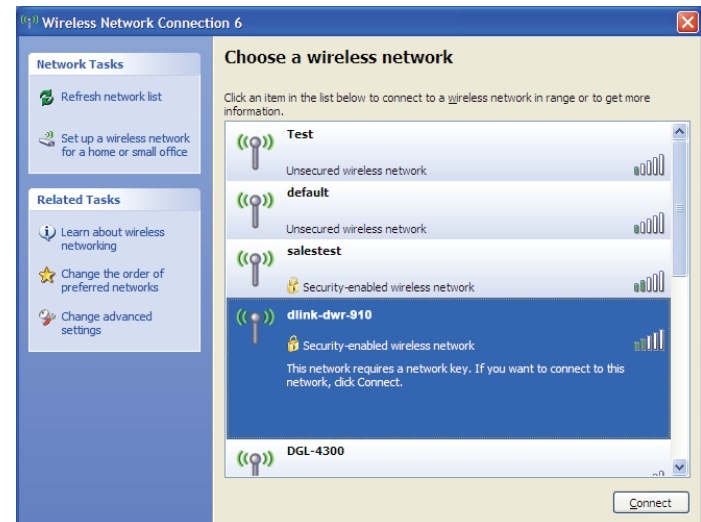 Wireless Network Connection 6
Network Tasks
Refresh network list
Set up a wireless network
for a home or small office
Related Tasks
Learn about wireless
networking
Change the order of
preferred networks
Change advanced
settings
Choose a wireless network
Click an item in the list below to connect to a wireless network in range or to get more
information.
Test
Unsecured wireless network
default
Unsecured wireless network
salestest
Security-enabled wireless network
dlink-dwr-910
Security-enabled wireless network
This network requires a network key. If you want to connect to this
network, click Connect.
DGL-4300
Connect